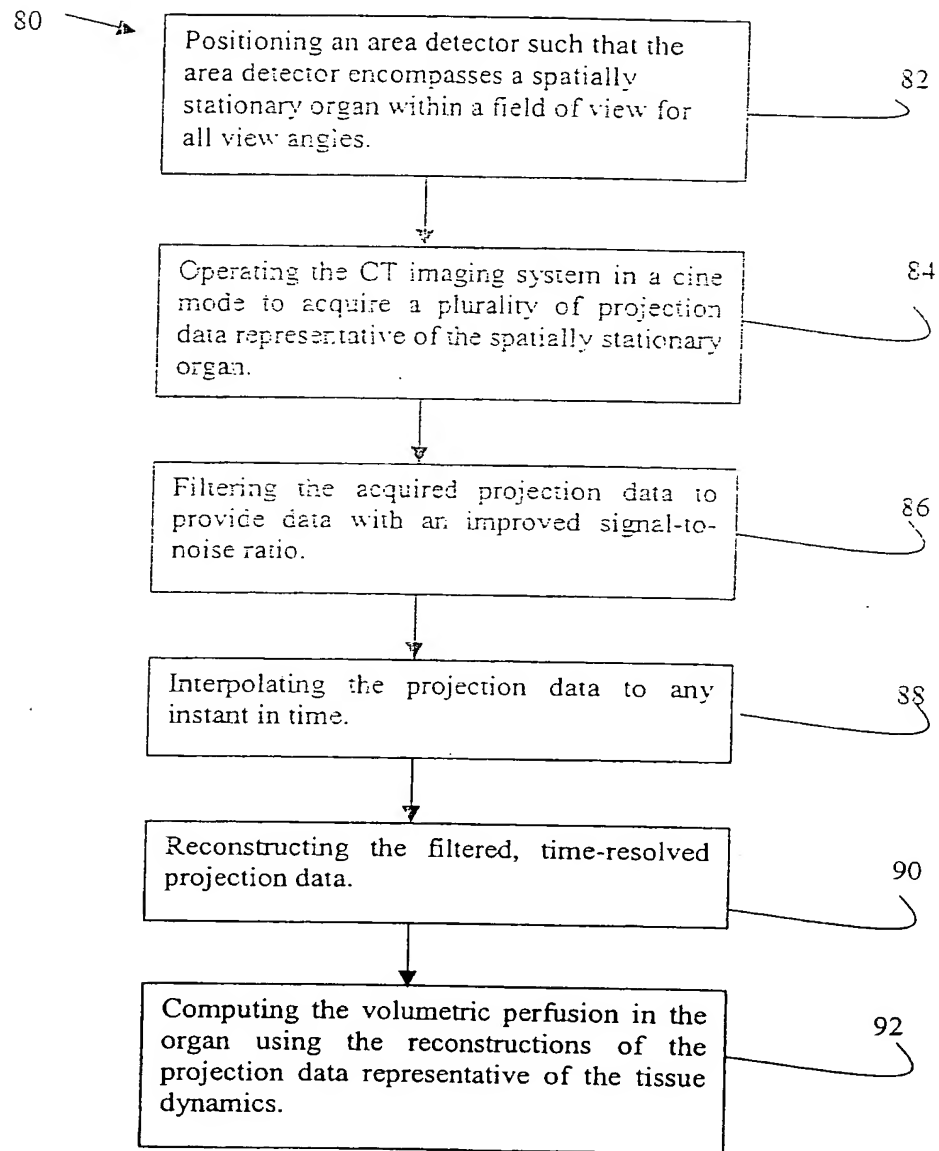 80
Positioning an area detector such that the
area detector encompasses a spatially
stationary organ within a field of view for
all view angles.
82
Operating the CT imaging system in a cine
mode to acquire a plurality of projection
data representative of the spatially stationary
organ.
84
Filtering the acquired projection data to
provide data with an improved signal-to-
noise ratio.
86
Interpolating the projection data to any
instant in time.
88
Reconstructing the filtered, time-resolved
projection data.
90
Computing the volumetric perfusion in the
organ using the reconstructions of the
projection data representative of the tissue
dynamics.
92